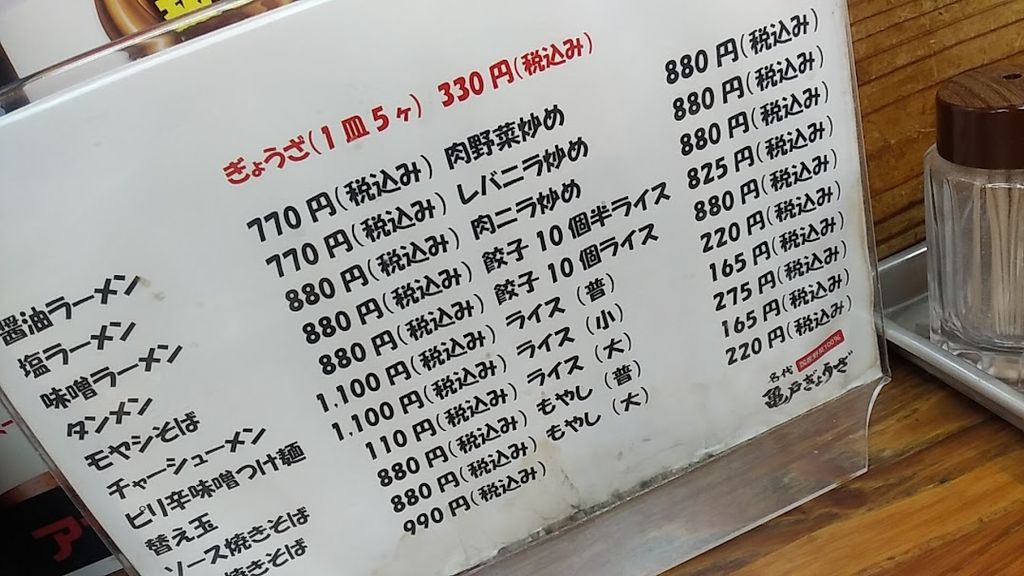 ぎょうざ(1皿5ヶ) 330円(税込み)
醤油ラーメン 770円(税込み) 肉野菜炒め 880円(税込み)
塩ラーメン 770円(税込み) レバニラ炒め 880円(税込み)
味噌ラーメン 880円(税込み) 肉ニラ炒め 880円(税込み)
タンメン 880円(税込み) 餃子10個半ライス 825円(税込み)
モヤシそば 880円(税込み) 餃子10個ライス 880円(税込み)
チャーシューメン 1,100円(税込み) ライス(普) 220円(税込み)
ピリ辛味噌つけ麺 1,100円(税込み) ライス(小) 165円(税込み)
替え玉 110円(税込み) ライス(大) 275円(税込み)
ソース焼きそば 880円(税込み) もやし(普) 165円(税込み)
焼きそば 880円(税込み) もやし(大) 220円(税込み)
990円(税込み)
国産野菜100%
名代
亀戸ぎょうざ
ア